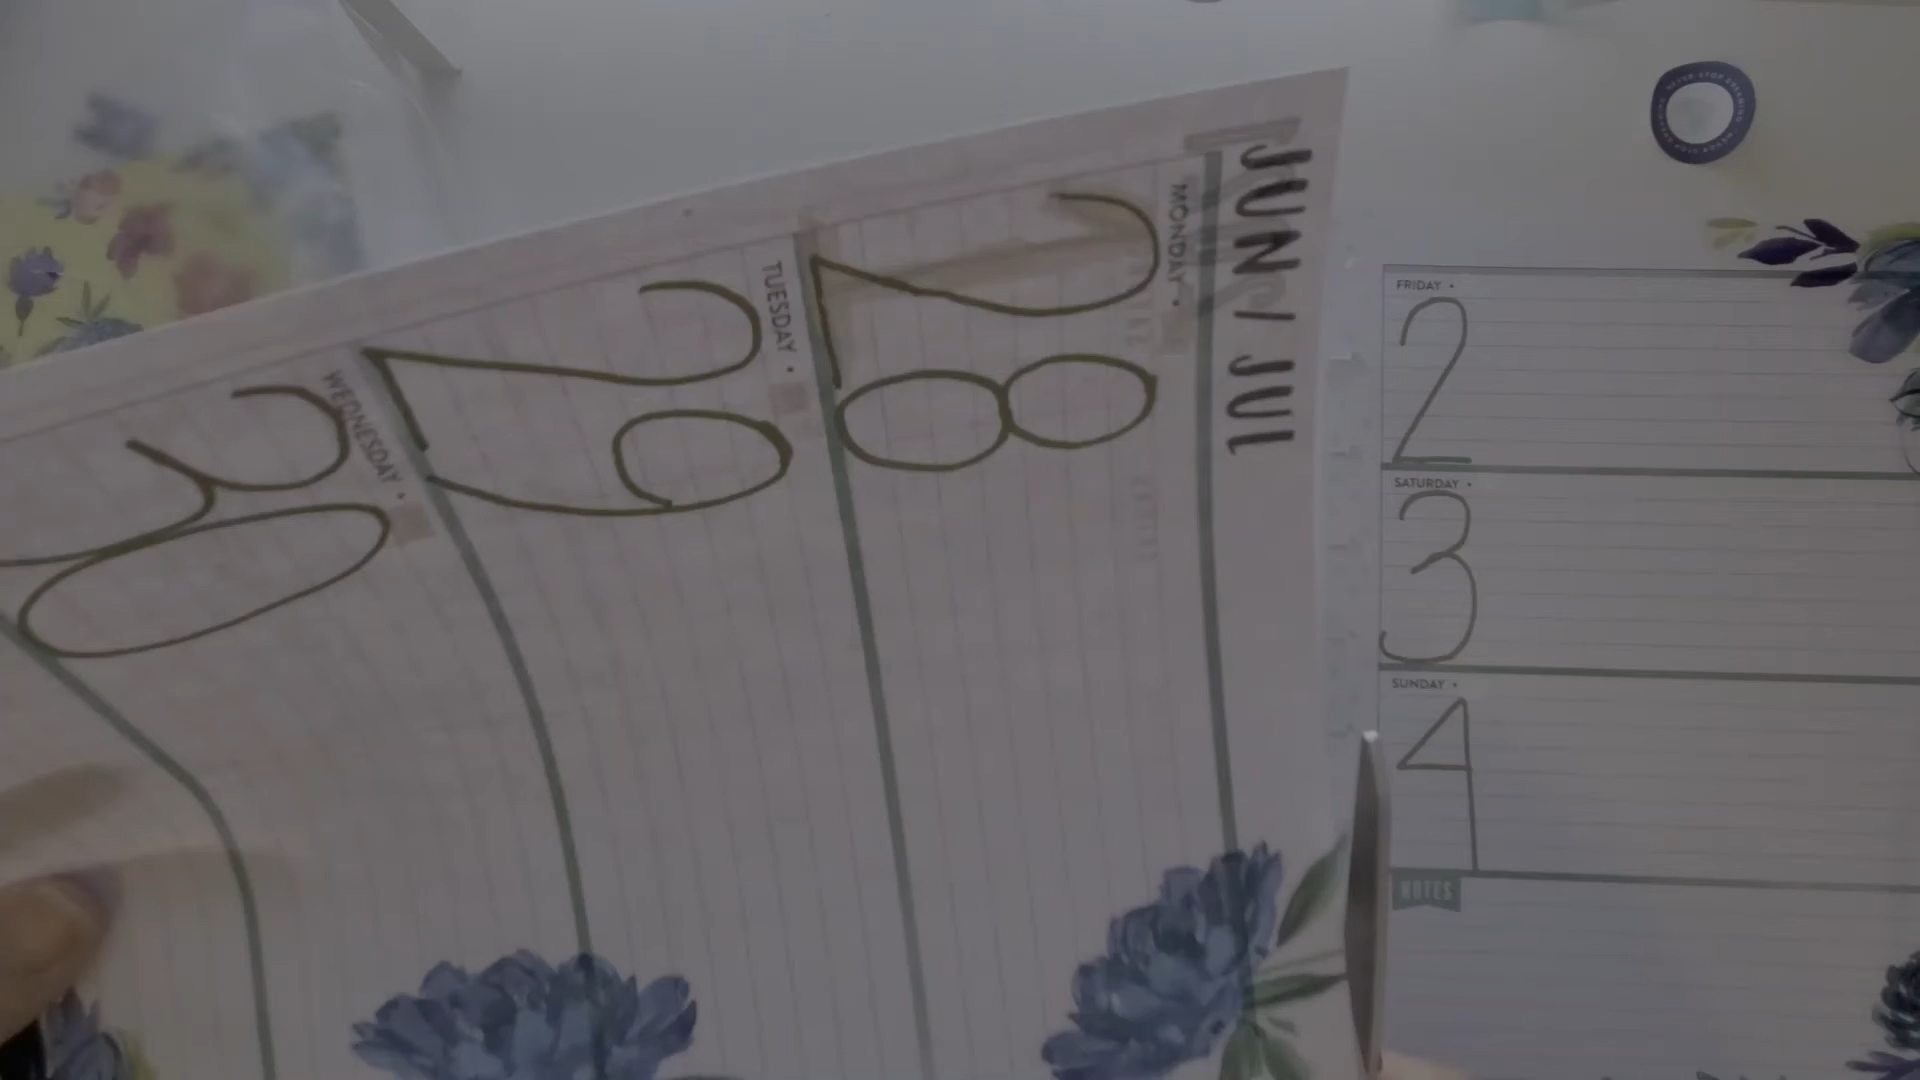 JUN / JUL
MONDAY •
28
TUESDAY •
29
WEDNESDAY •
30
FRIDAY •
2
SATURDAY •
3
SUNDAY •
4
NOTES